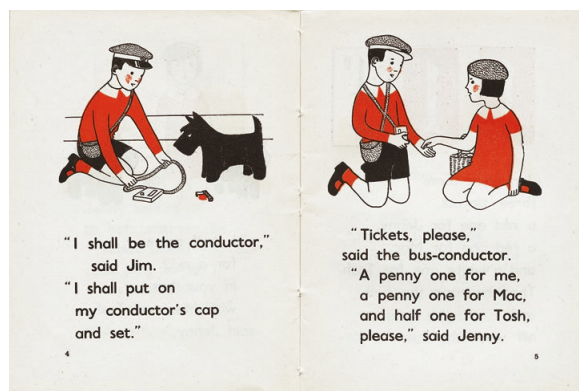 "I shall be the conductor,"
said Jim.
"I shall put on
my conductor's cap
and set."
4
"Tickets, please,"
said the bus-conductor.
"A penny one for me,
a penny one for Mac,
and half one for Tosh,
please," said Jenny.
5